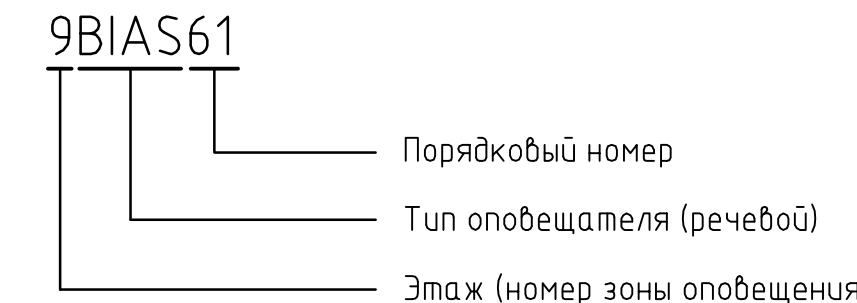 9BIAS61
Порядковый номер
Тип оповещателя (речевой)
Этаж (номер зоны оповещения